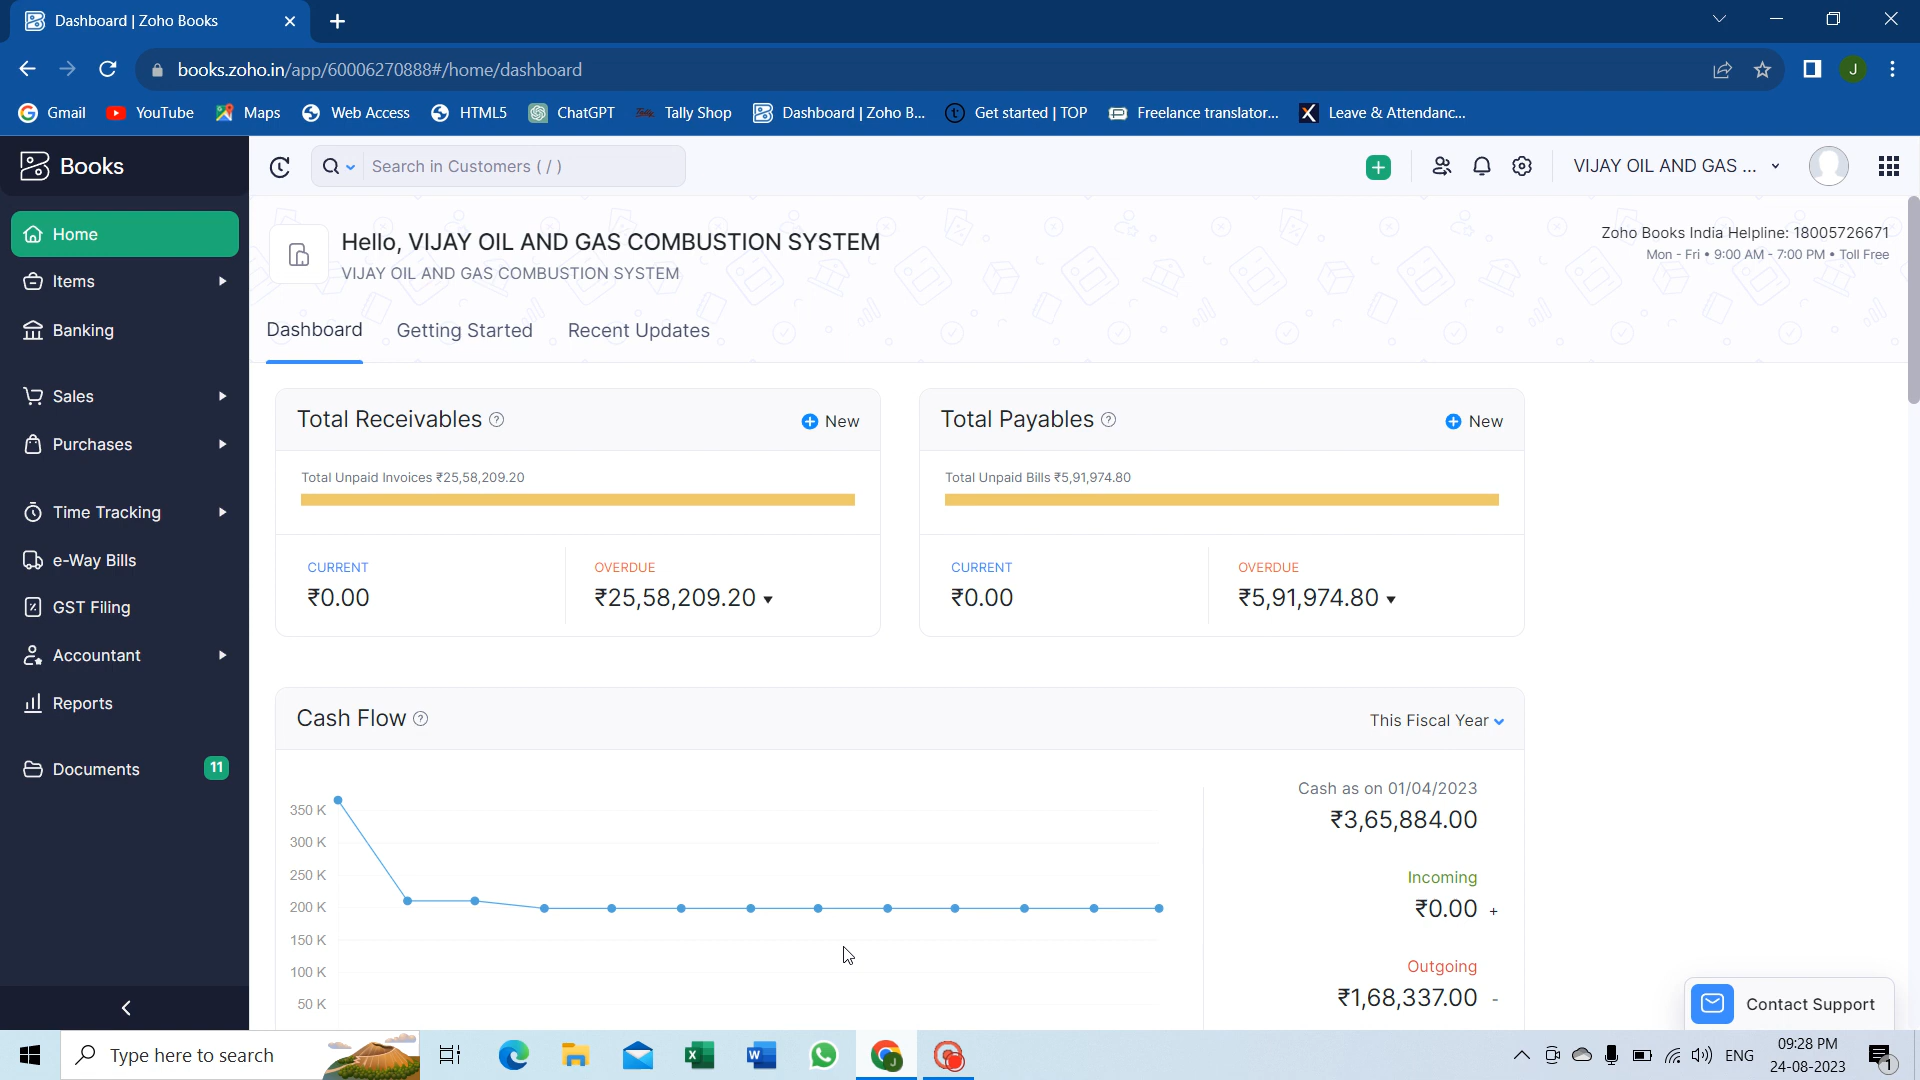 Dashboard | Zoho Books
books.zoho.in/app/60006270888#/home/dashboard
J
Gmail YouTube Maps Web Access HTML5 ChatGPT Tally Shop Dashboard | Zoho B... Get started | TOP Freelance translator... Leave & Attendanc...
Books
Search in Customers ( / )
VIJAY OIL AND GAS ...
Home
Items
Banking
Sales
Purchases
Time Tracking
e-Way Bills
GST Filing
Accountant
Reports
Documents 11
Hello, VIJAY OIL AND GAS COMBUSTION SYSTEM
VIJAY OIL AND GAS COMBUSTION SYSTEM
Zoho Books India Helpline: 18005726671
Mon - Fri • 9:00 AM - 7:00 PM • Toll Free
Dashboard Getting Started Recent Updates
Total Receivables
New
Total Unpaid Invoices ₹25,58,209.20
CURRENT
₹0.00
OVERDUE
₹25,58,209.20
Total Payables
New
Total Unpaid Bills ₹5,91,974.80
CURRENT
₹0.00
OVERDUE
₹5,91,974.80
Cash Flow
This Fiscal Year
350 K
300 K
250 K
200 K
150 K
100 K
50 K
Cash as on 01/04/2023
₹3,65,884.00
Incoming
₹0.00 +
Outgoing
₹1,68,337.00 -
Contact Support
Type here to search
ENG
09:28 PM
24-08-2023
1